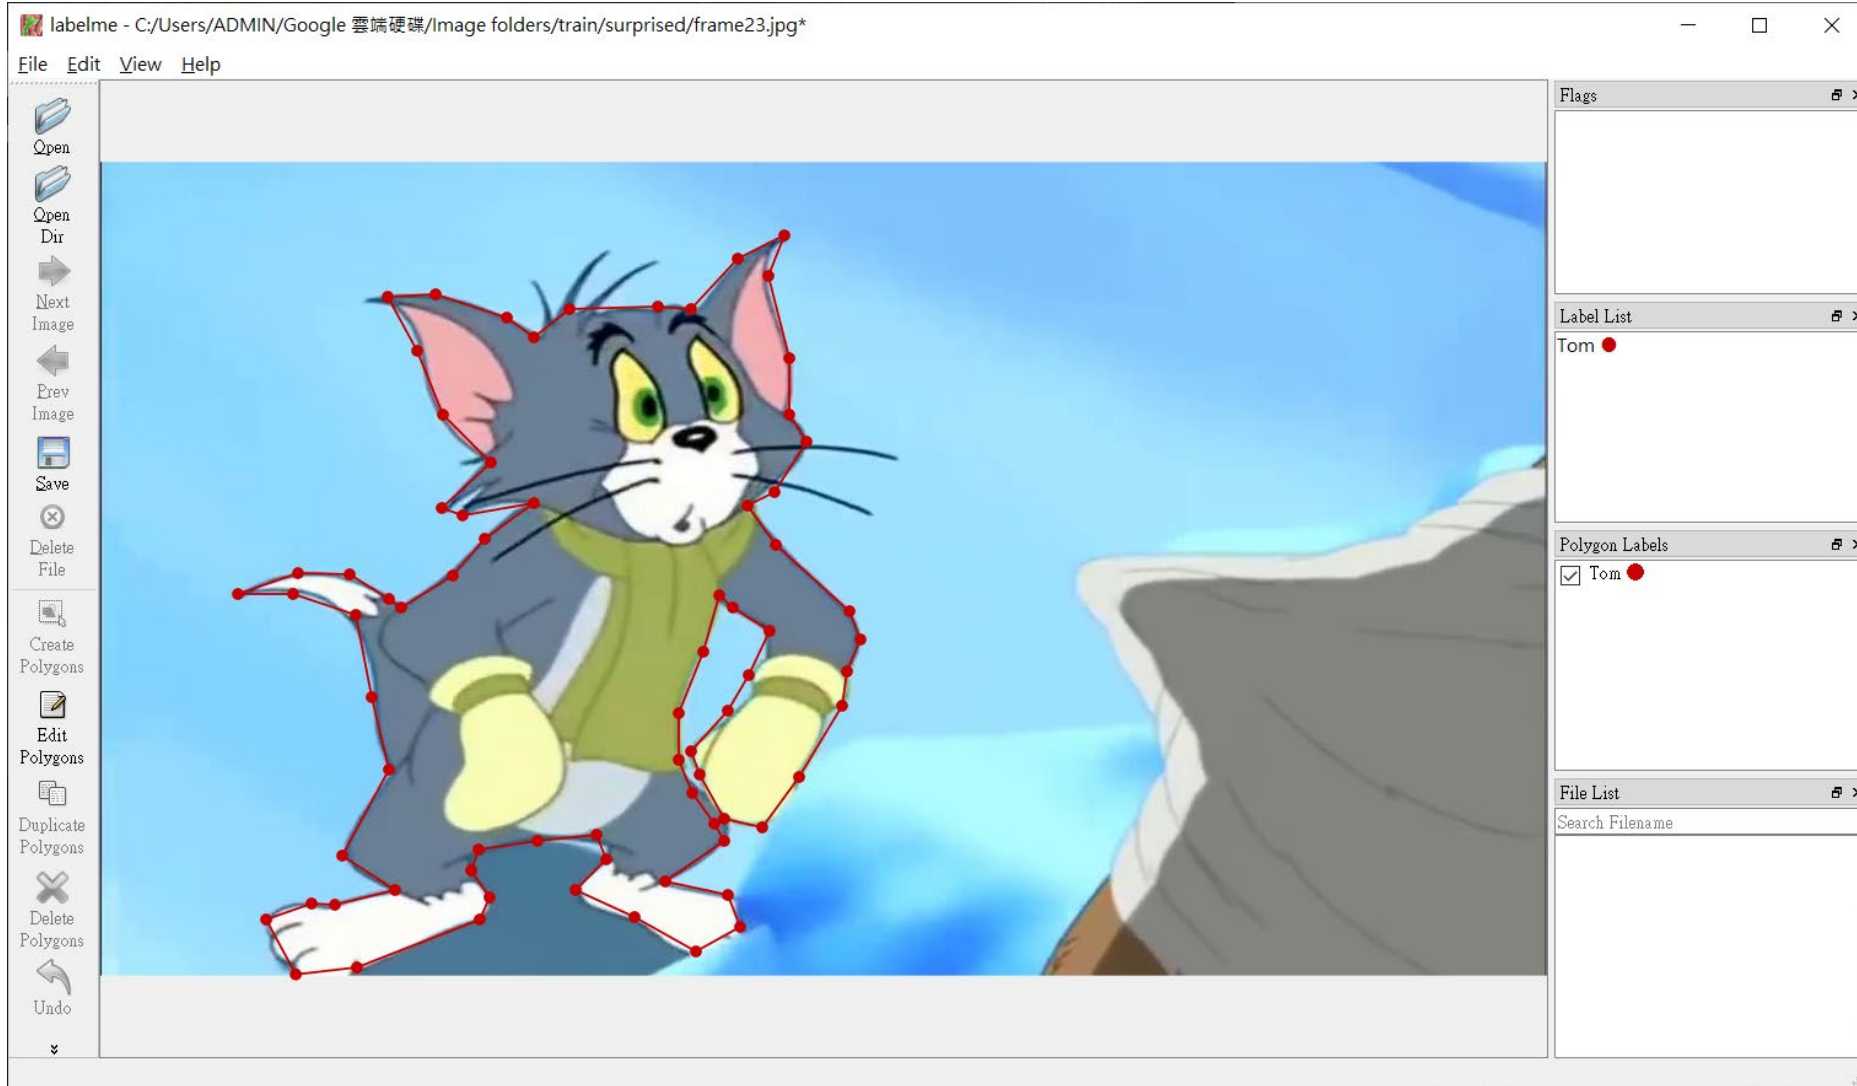 labelme - C:/Users/ADMIN/Google 雲端硬碟/Image folders/train/surprised/frame23.jpg*
File Edit View Help
Open
Open
Dir
Next
Image
Prev
Image
Save
Delete
File
Create
Polygons
Edit
Polygons
Duplicate
Polygons
Delete
Polygons
Undo
Flags
Label List
Tom
Polygon Labels
Tom
File List
Search Filename